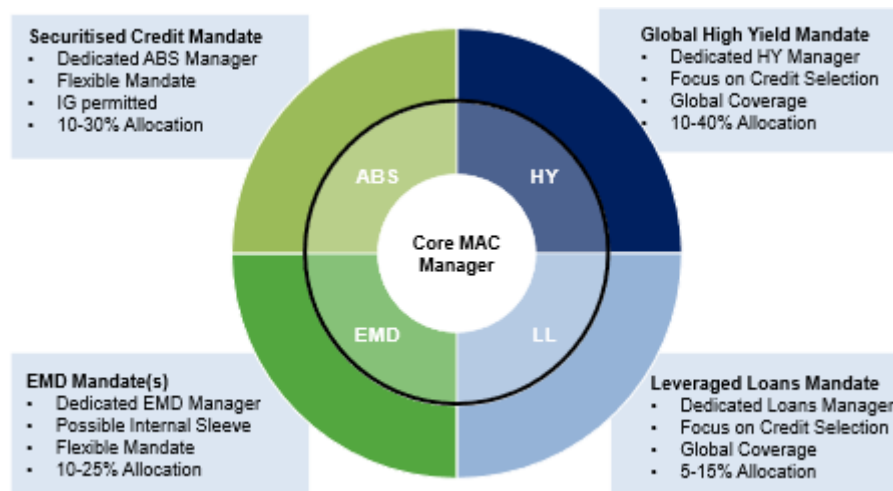 Securitised Credit Mandate
• Dedicated ABS Manager
• Flexible Mandate
• IG permitted
• 10-30% Allocation
Global High Yield Mandate
• Dedicated HY Manager
• Focus on Credit Selection
• Global Coverage
• 10-40% Allocation
ABS
HY
Core MAC
Manager
EMD
LL
EMD Mandate(s)
• Dedicated EMD Manager
• Possible Internal Sleeve
• Flexible Mandate
• 10-25% Allocation
Leveraged Loans Mandate
• Dedicated Loans Manager
• Focus on Credit Selection
• Global Coverage
• 5-15% Allocation